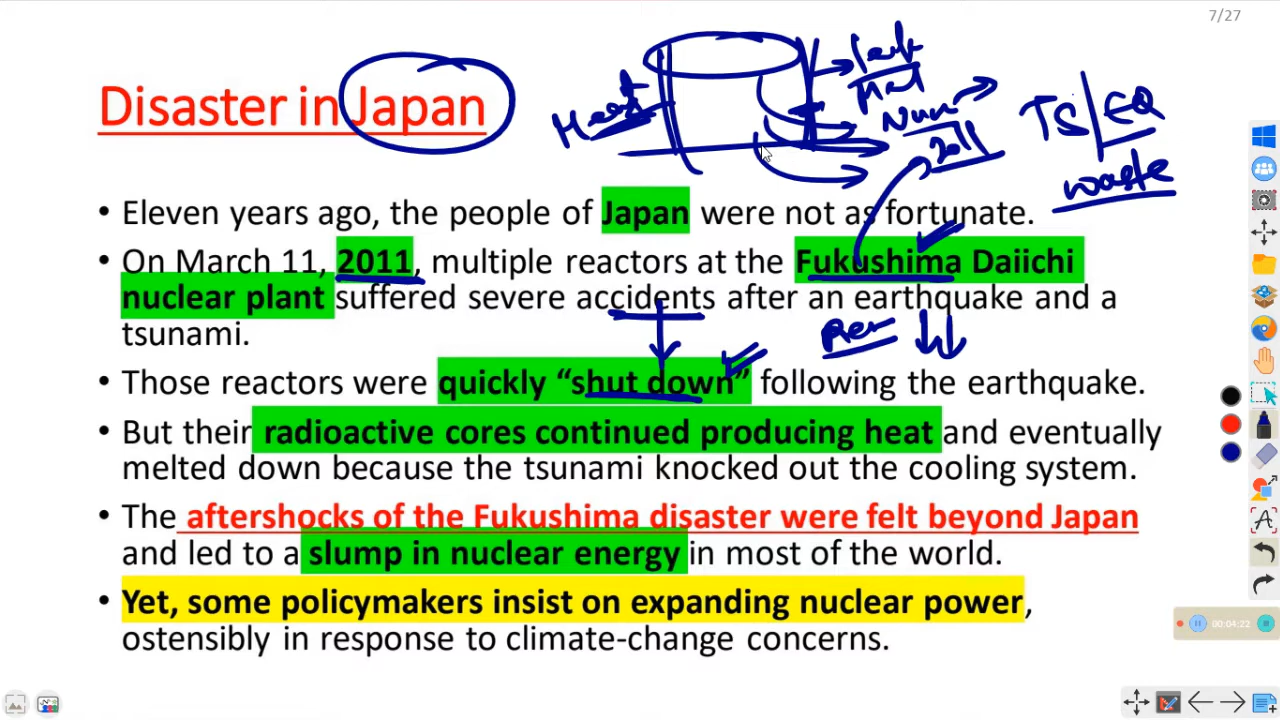 7/27
Disaster in Japan
Heat
leak
Num
2011
TS EQ
waste
• Eleven years ago, the people of Japan were not as fortunate.
• On March 11, 2011, multiple reactors at the Fukushima Daiichi
nuclear plant suffered severe accidents after an earthquake and a
tsunami.
• Those reactors were quickly “shut down” following the earthquake.
• But their radioactive cores continued producing heat and eventually
melted down because the tsunami knocked out the cooling system.
• The aftershocks of the Fukushima disaster were felt beyond Japan
and led to a slump in nuclear energy in most of the world.
• Yet, some policymakers insist on expanding nuclear power,
ostensibly in response to climate-change concerns.
00:04:22